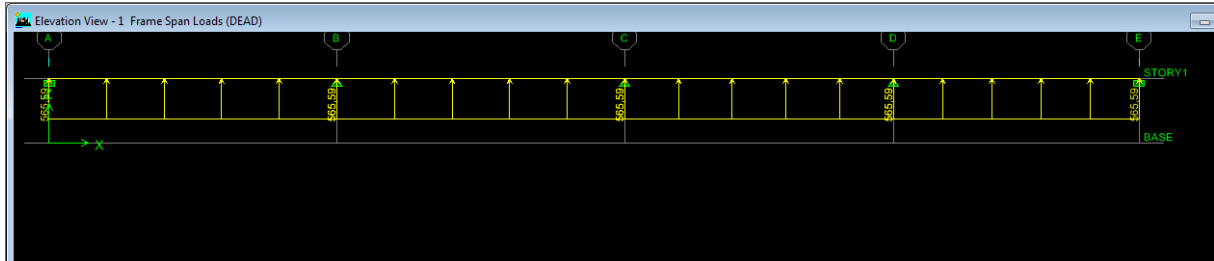 Elevation View - 1 Frame Span Loads (DEAD)
A B C D E
STORY1
565.59 565.59 565.59 565.59 565.59
X
BASE